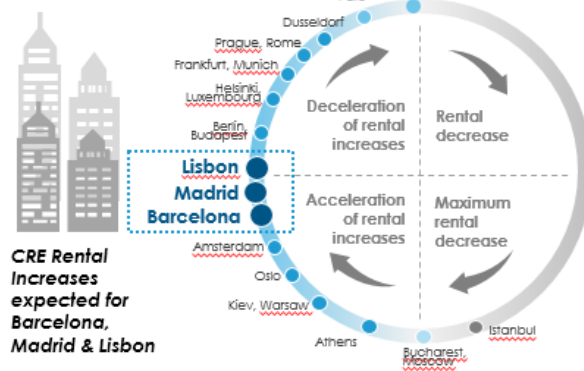 Dusseldorf
Prague, Rome
Frankfurt, Munich
Helsinki,
Luxembourg
Berlin,
Budapest
Lisbon
Madrid
Barcelona
Amsterdam
Oslo
Kiev, Warsaw
Athens
Bucharest,
Moscow
Istanbul
Deceleration
of rental
increases
Rental
decrease
Acceleration
of rental
increases
Maximum
rental
decrease
CRE Rental
Increases
expected for
Barcelona,
Madrid & Lisbon